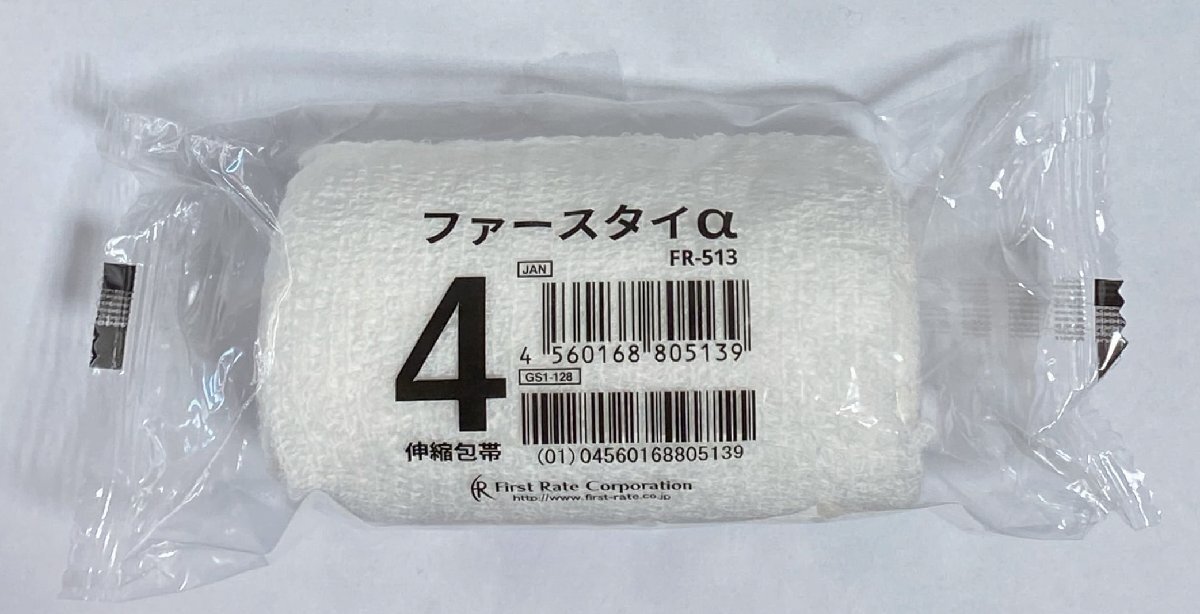 ファースタイα
FR-513
4
JAN
4 560168 805139
GS1-128
(01)04560168805139
伸縮包帯
FR First Rate Corporation
http://www.first-rate.co.jp